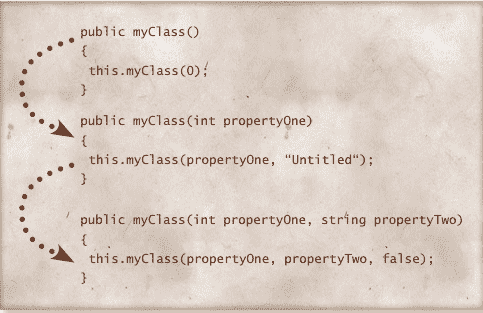 public myClass()
{
this.myClass(0);
}
public myClass(int propertyOne)
{
this.myClass(propertyOne, "Untitled");
}
public myClass(int propertyOne, string propertyTwo)
{
this.myClass(propertyOne, propertyTwo, false);
}